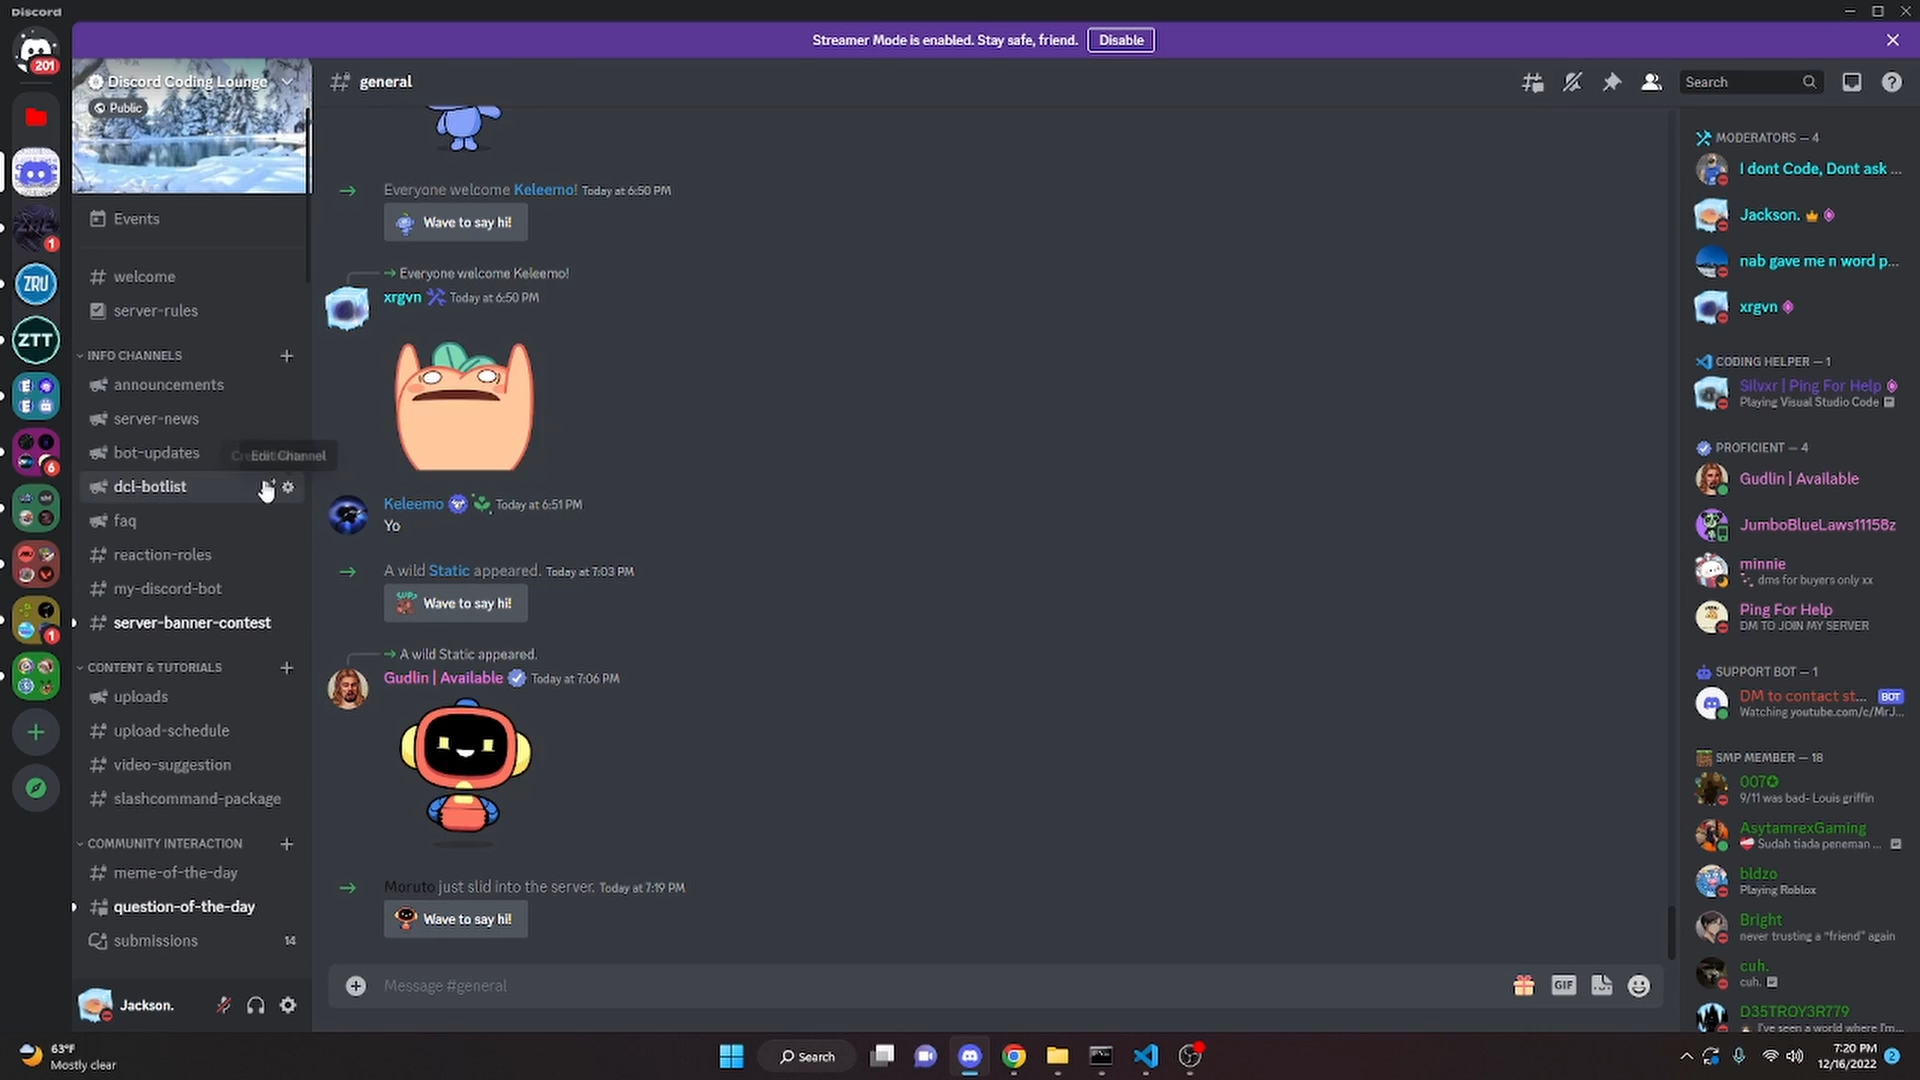 Discord
Streamer Mode is enabled. Stay safe, friend.
Disable
201
Discord Coding Lounge
Public
general
Search
Events
welcome
server-rules
INFO CHANNELS
announcements
server-news
bot-updates
Edit Channel
dcl-botlist
faq
reaction-roles
my-discord-bot
server-banner-contest
CONTENT & TUTORIALS
uploads
upload-schedule
video-suggestion
slashcommand-package
COMMUNITY INTERACTION
meme-of-the-day
question-of-the-day
submissions
14
Jackson.
1
ZRU
ZTT
6
1
Everyone welcome Keleemo! Today at 6:50 PM
Wave to say hi!
Everyone welcome Keleemo!
xrgvn Today at 6:50 PM
Keleemo Today at 6:51 PM
Yo
A wild Static appeared. Today at 7:03 PM
Wave to say hi!
A wild Static appeared.
Gudlin | Available Today at 7:06 PM
Moruto just slid into the server. Today at 7:19 PM
Wave to say hi!
Message #general
GIF
MODERATORS — 4
I dont Code, Dont ask ...
Jackson.
nab gave me n word p...
xrgvn
CODING HELPER — 1
Silvxr | Ping For Help
Playing Visual Studio Code
PROFICIENT — 4
Gudlin | Available
JumboBlueLaws11158z
minnie
dms for buyers only xx
Ping For Help
DM TO JOIN MY SERVER
SUPPORT BOT — 1
DM to contact st... BOT
Watching youtube.com/c/MrJ...
SMP MEMBER — 18
007✪
9/11 was bad- Louis griffin
AsytamrexGaming
Sudah tiada peneman ...
bldzo
Playing Roblox
Bright
never trusting a "friend" again
cuh.
cuh.
D35TROY3R779
I've seen a world where I'm...
63°F
Mostly clear
Search
7:20 PM
12/16/2022
2